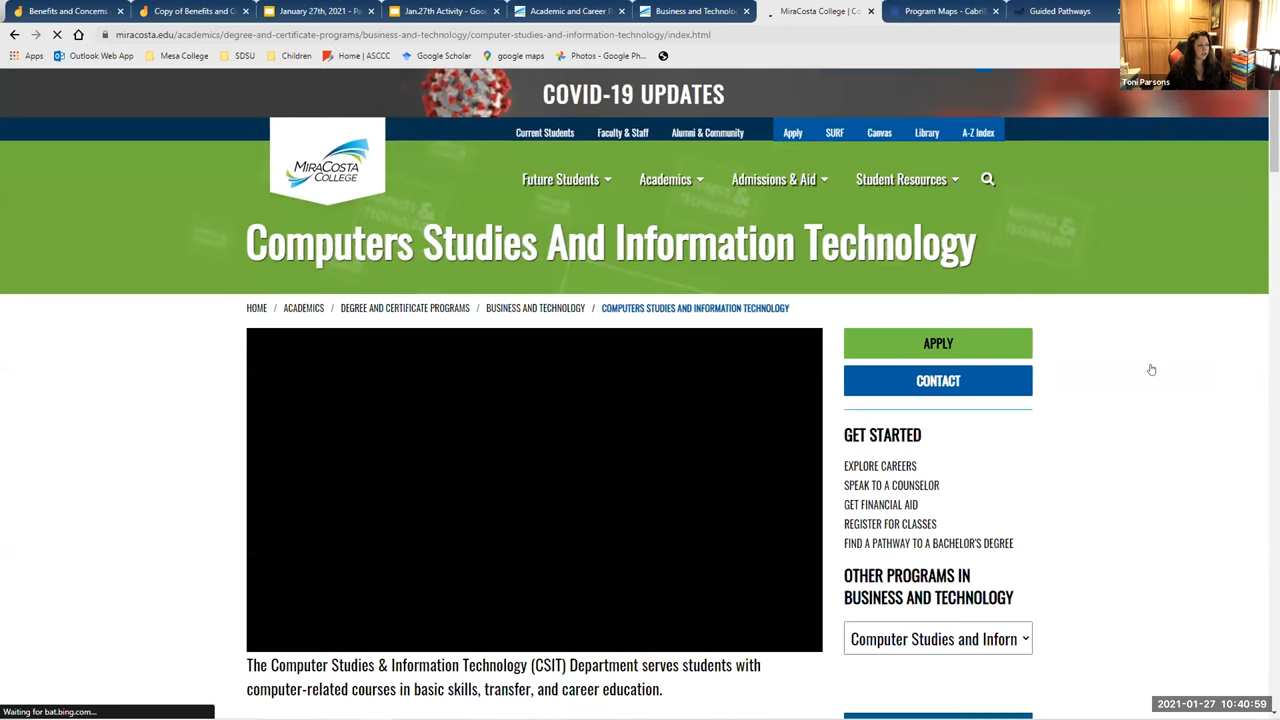 Benefits and Concerns
Copy of Benefits and C
January 27th, 2021 - Pa
Jan.27th Activity - Goo
Academic and Career P
Business and Technolo
MiraCosta College | Co
Program Maps - Cabril
Guided Pathways
miracosta.edu/academics/degree-and-certificate-programs/business-and-technology/computer-studies-and-information-technology/index.html
Apps
Outlook Web App
Mesa College
SDSU
Children
Home | ASCCC
Google Scholar
google maps
Photos - Google Ph...
Toni Parsons
COVID-19 UPDATES
Current Students
Faculty & Staff
Alumni & Community
Apply
SURF
Canvas
Library
A-Z Index
MIRACOSTA
COLLEGE
Future Students
Academics
Admissions & Aid
Student Resources
Computers Studies And Information Technology
HOME / ACADEMICS / DEGREE AND CERTIFICATE PROGRAMS / BUSINESS AND TECHNOLOGY / COMPUTERS STUDIES AND INFORMATION TECHNOLOGY
APPLY
CONTACT
GET STARTED
EXPLORE CAREERS
SPEAK TO A COUNSELOR
GET FINANCIAL AID
REGISTER FOR CLASSES
FIND A PATHWAY TO A BACHELOR'S DEGREE
OTHER PROGRAMS IN
BUSINESS AND TECHNOLOGY
Computer Studies and Inforn
The Computer Studies & Information Technology (CSIT) Department serves students with
computer-related courses in basic skills, transfer, and career education.
Waiting for bat.bing.com...
2021-01-27 10:40:59